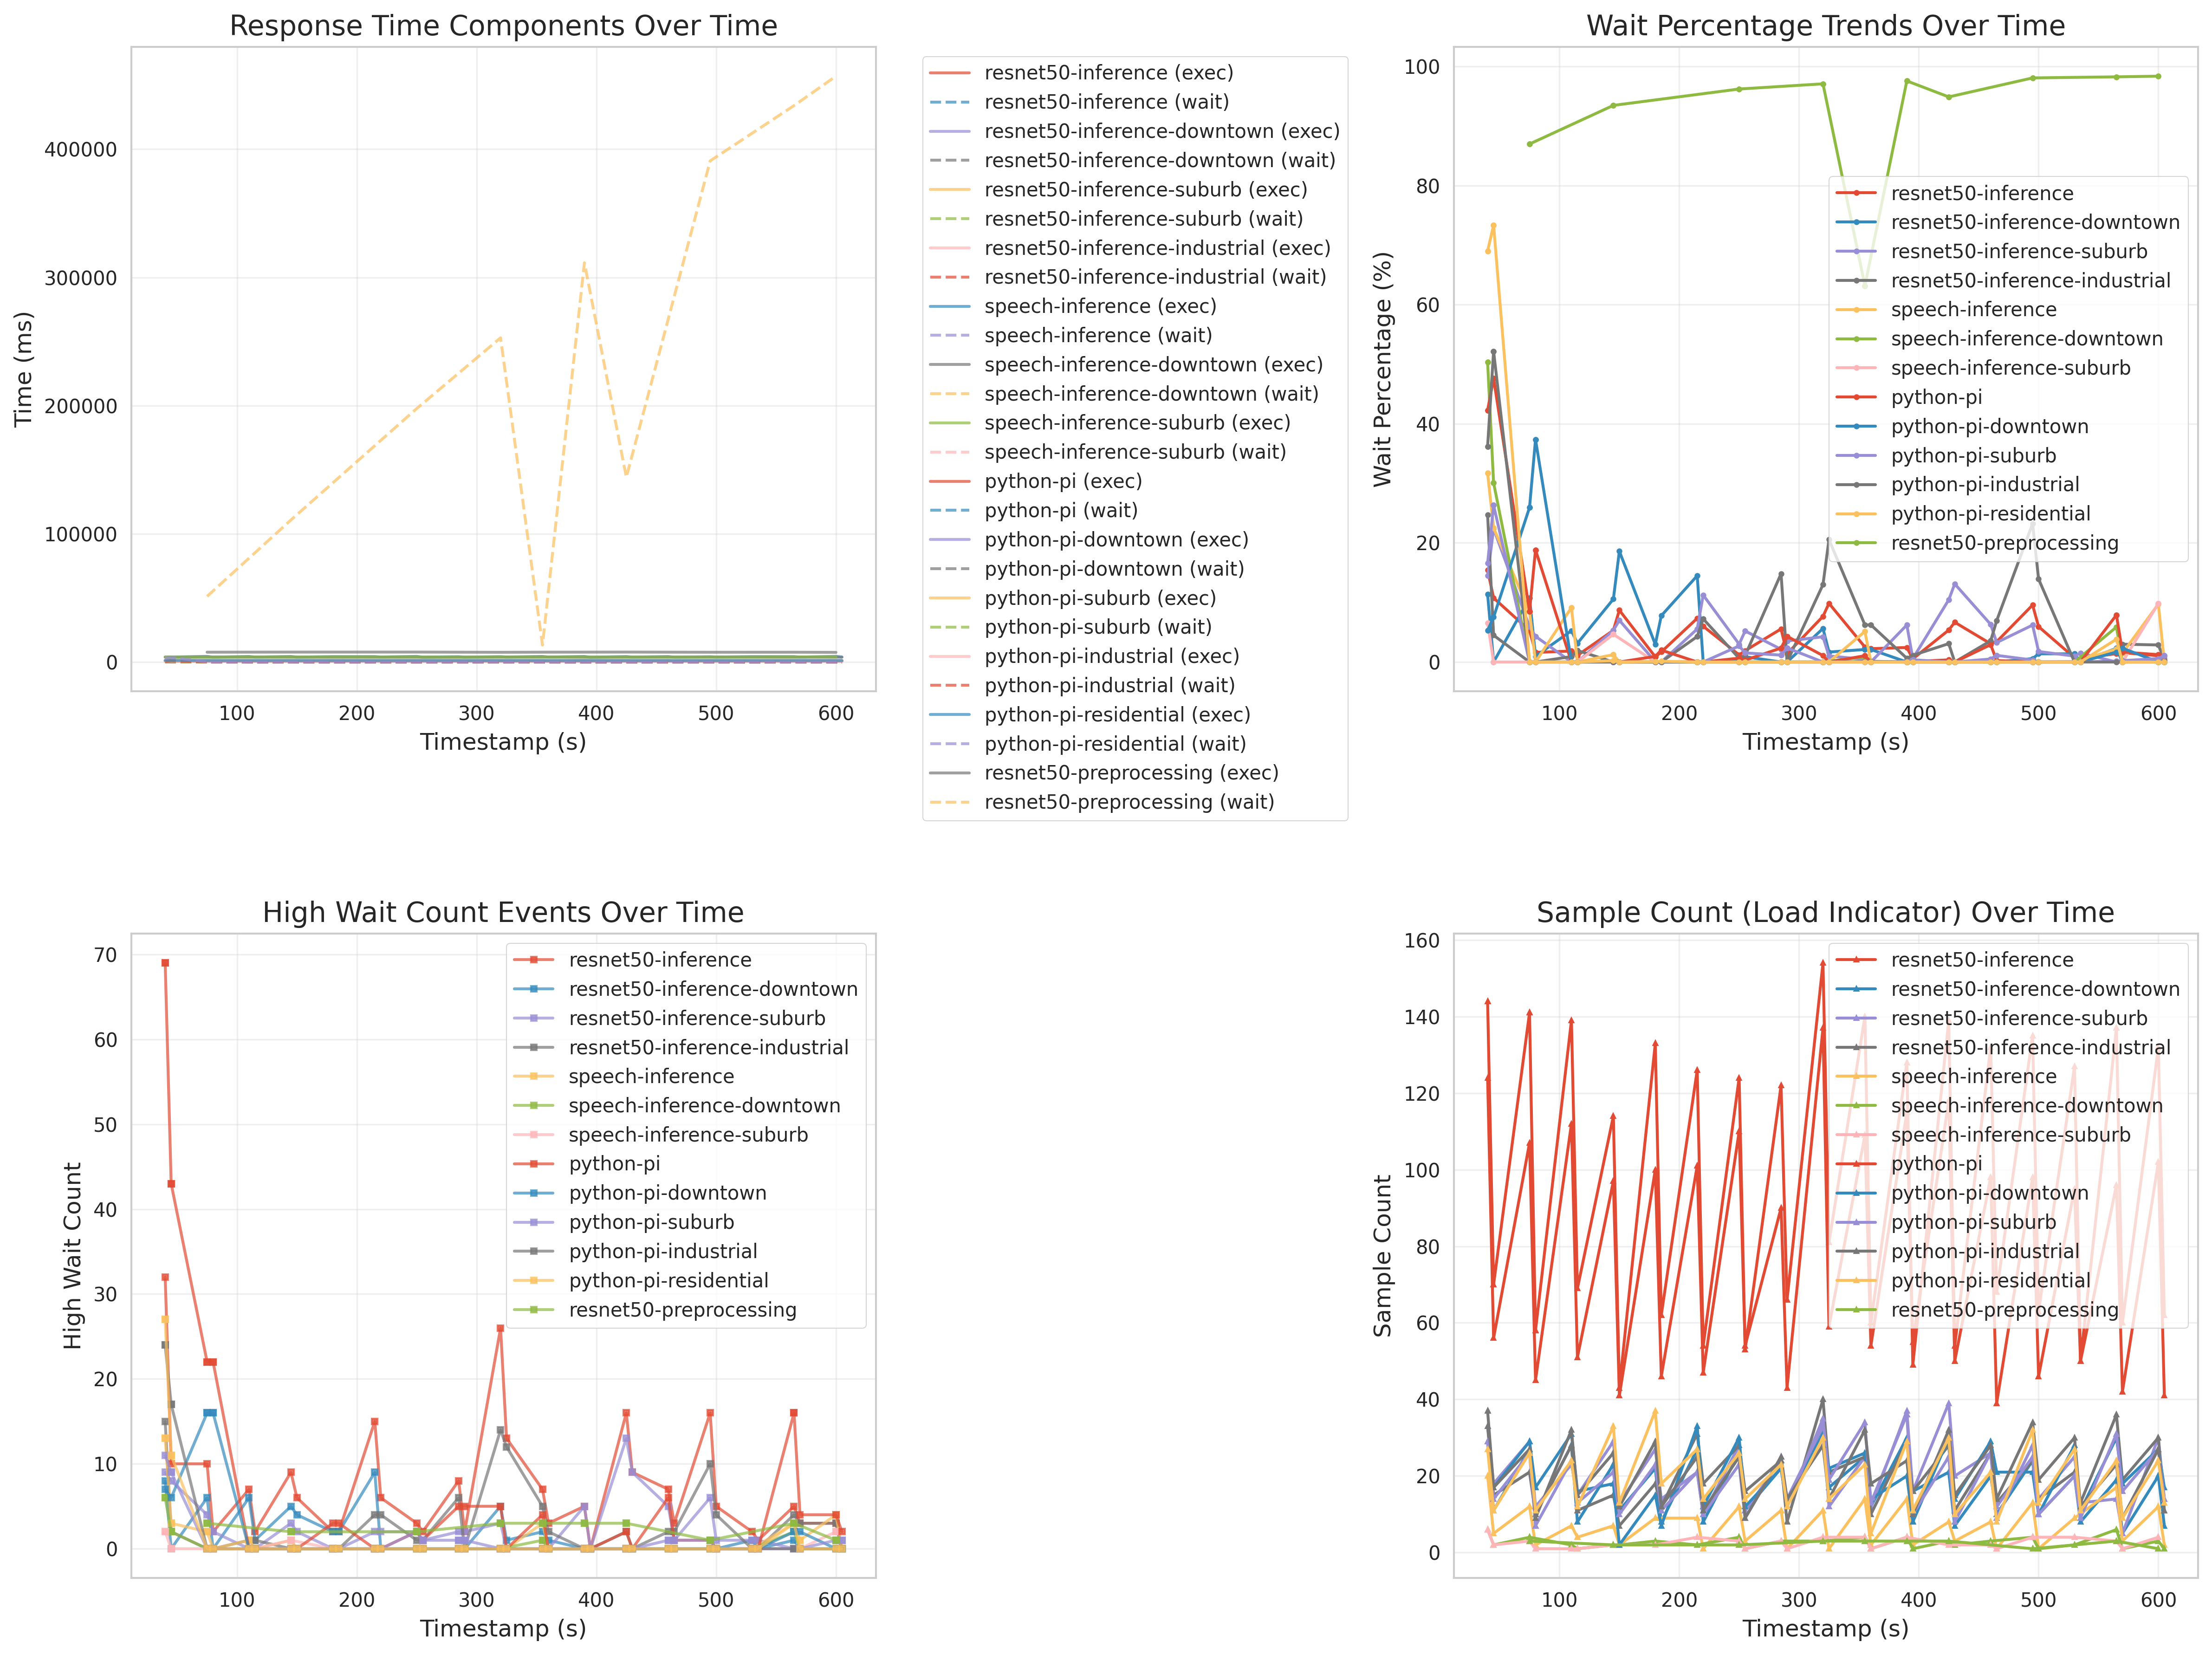 Response Time Components Over Time
Time (ms)
400000
300000
200000
100000
0
100 200 300 400 500 600
Timestamp (s)
resnet50-inference (exec)
resnet50-inference (wait)
resnet50-inference-downtown (exec)
resnet50-inference-downtown (wait)
resnet50-inference-suburb (exec)
resnet50-inference-suburb (wait)
resnet50-inference-industrial (exec)
resnet50-inference-industrial (wait)
speech-inference (exec)
speech-inference (wait)
speech-inference-downtown (exec)
speech-inference-downtown (wait)
speech-inference-suburb (exec)
speech-inference-suburb (wait)
python-pi (exec)
python-pi (wait)
python-pi-downtown (exec)
python-pi-downtown (wait)
python-pi-suburb (exec)
python-pi-suburb (wait)
python-pi-industrial (exec)
python-pi-industrial (wait)
python-pi-residential (exec)
python-pi-residential (wait)
resnet50-preprocessing (exec)
resnet50-preprocessing (wait)
Wait Percentage Trends Over Time
Wait Percentage (%)
100
80
60
40
20
0
100 200 300 400 500 600
Timestamp (s)
resnet50-inference
resnet50-inference-downtown
resnet50-inference-suburb
resnet50-inference-industrial
speech-inference
speech-inference-downtown
speech-inference-suburb
python-pi
python-pi-downtown
python-pi-suburb
python-pi-industrial
python-pi-residential
resnet50-preprocessing
High Wait Count Events Over Time
High Wait Count
70
60
50
40
30
20
10
0
100 200 300 400 500 600
Timestamp (s)
resnet50-inference
resnet50-inference-downtown
resnet50-inference-suburb
resnet50-inference-industrial
speech-inference
speech-inference-downtown
speech-inference-suburb
python-pi
python-pi-downtown
python-pi-suburb
python-pi-industrial
python-pi-residential
resnet50-preprocessing
Sample Count (Load Indicator) Over Time
Sample Count
160
140
120
100
80
60
40
20
0
100 200 300 400 500 600
Timestamp (s)
resnet50-inference
resnet50-inference-downtown
resnet50-inference-suburb
resnet50-inference-industrial
speech-inference
speech-inference-downtown
speech-inference-suburb
python-pi
python-pi-downtown
python-pi-suburb
python-pi-industrial
python-pi-residential
resnet50-preprocessing